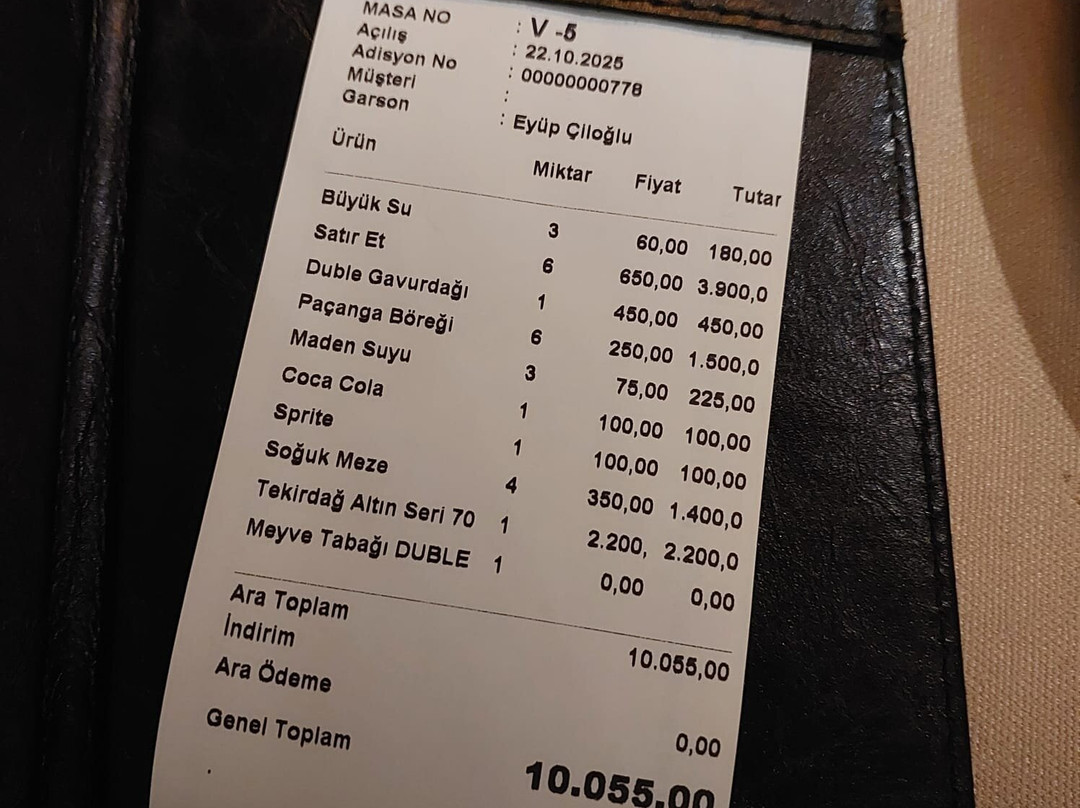 MASA NO : V -5
Açılış : 22.10.2025
Adisyon No : 00000000778
Müşteri :
Garson : Eyüp Çiloğlu
Ürün Miktar Fiyat Tutar
Büyük Su 3 60,00 180,00
Satır Et 6 650,00 3.900,0
Duble Gavurdağı 1 450,00 450,00
Paçanga Böreği 6 250,00 1.500,0
Maden Suyu 3 75,00 225,00
Coca Cola 1 100,00 100,00
Sprite 1 100,00 100,00
Soğuk Meze 4 350,00 1.400,0
Tekirdağ Altın Seri 70 1 2.200, 2.200,0
Meyve Tabağı DUBLE 1 0,00 0,00
Ara Toplam 10.055,00
İndirim
Ara Ödeme 0,00
Genel Toplam 10.055,00